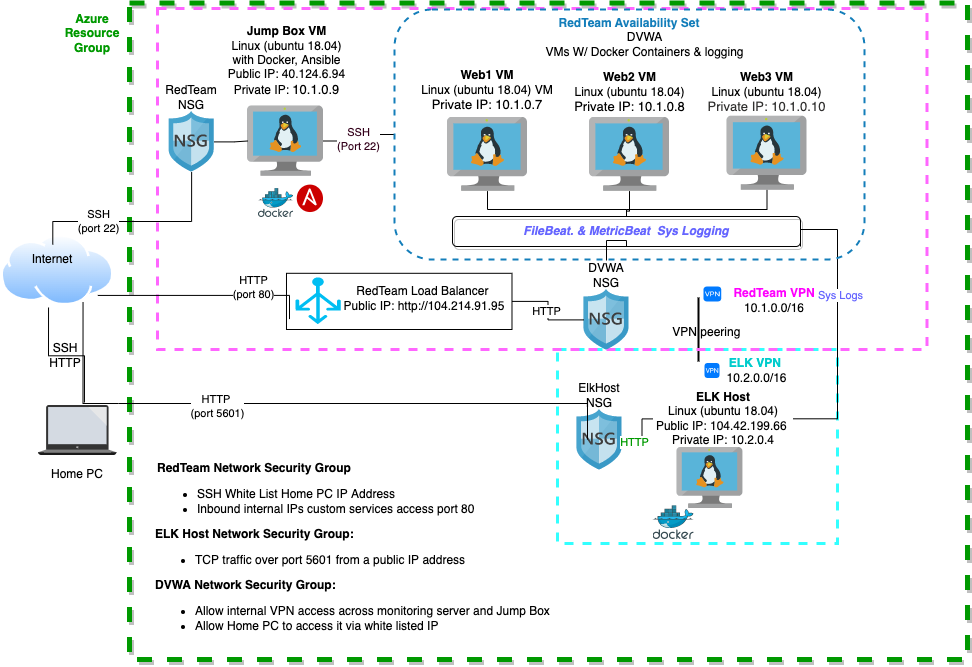 Azure
Resource
Group
Jump Box VM
Linux (ubuntu 18.04)
with Docker, Ansible
Public IP: 40.124.6.94
Private IP: 10.1.0.9
RedTeam
NSG
NSG
SSH
(Port 22)
docker
A
RedTeam Availability Set
DVWA
VMs W/ Docker Containers & logging
Web1 VM
Linux (ubuntu 18.04) VM
Private IP: 10.1.0.7
Web2 VM
Linux (ubuntu 18.04)
Private IP: 10.1.0.8
Web3 VM
Linux (ubuntu 18.04)
Private IP: 10.1.0.10
FileBeat. & MetricBeat  Sys Logging
SSH
(port 22)
Internet
HTTP
(port 80)
RedTeam Load Balancer
Public IP: http://104.214.91.95
HTTP
DVWA
NSG
NSG
VPN
RedTeam VPN
10.1.0.0/16
Sys Logs
VPN peering
VPN
ELK VPN
10.2.0.0/16
SSH
HTTP
HTTP
(port 5601)
ElkHost
NSG
NSG
HTTP
ELK Host
Linux (ubuntu 18.04)
Public IP: 104.42.199.66
Private IP: 10.2.0.4
docker
Home PC
RedTeam Network Security Group
• SSH White List Home PC IP Address
• Inbound internal IPs custom services access port 80
ELK Host Network Security Group:
• TCP traffic over port 5601 from a public IP address
DVWA Network Security Group:
• Allow internal VPN access across monitoring server and Jump Box
• Allow Home PC to access it via white listed IP